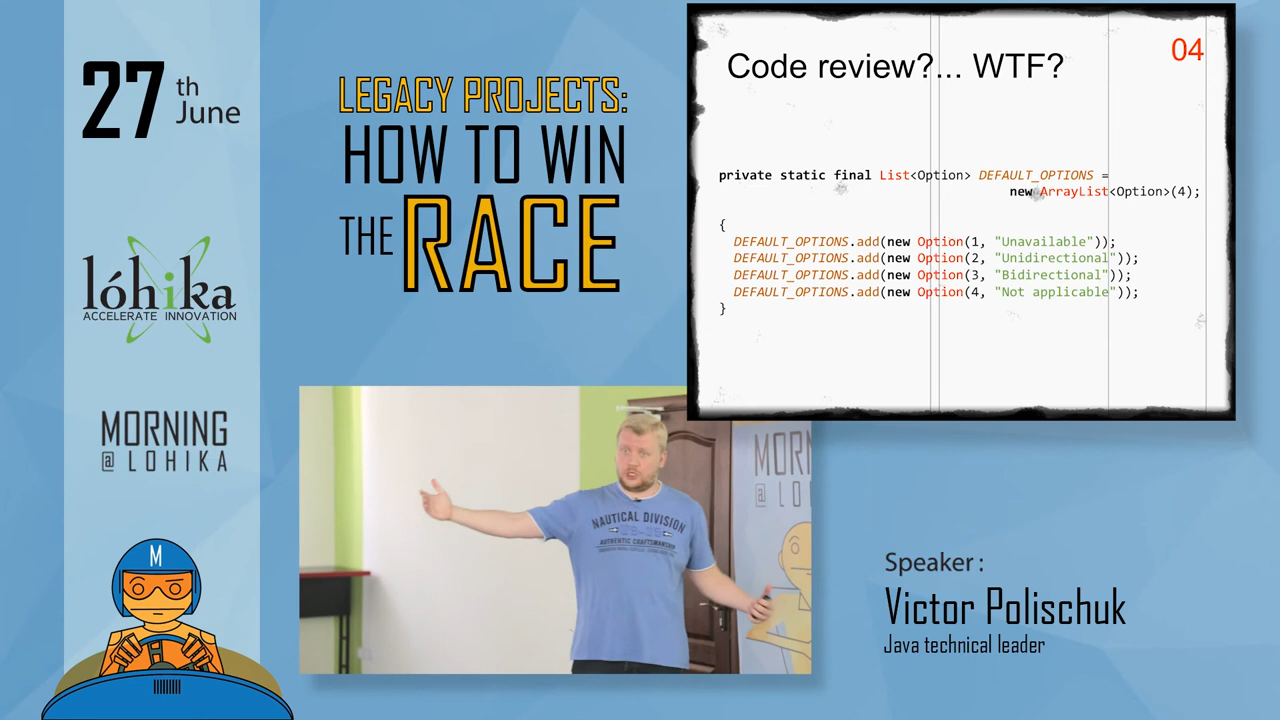 27
th
June
lóhika
ACCELERATE INNOVATION
MORNING
@ LOHIKA
M
LEGACY PROJECTS:
HOW TO WIN
THE RACE
Code review?... WTF?
04
private static final List<Option> DEFAULT_OPTIONS =
new ArrayList<Option>(4);
{
DEFAULT_OPTIONS.add(new Option(1, "Unavailable"));
DEFAULT_OPTIONS.add(new Option(2, "Unidirectional"));
DEFAULT_OPTIONS.add(new Option(3, "Bidirectional"));
DEFAULT_OPTIONS.add(new Option(4, "Not applicable"));
}
MORN
@ LO
NAUTICAL DIVISION
AUTHENTIC CRAFTSMANSHIP
Speaker :
Victor Polischuk
Java technical leader